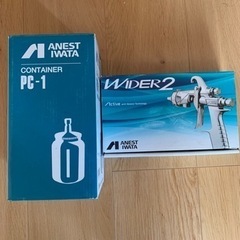 ANEST
IWATA
CONTAINER
PC-1
WIDER2
ANEST
IWATA